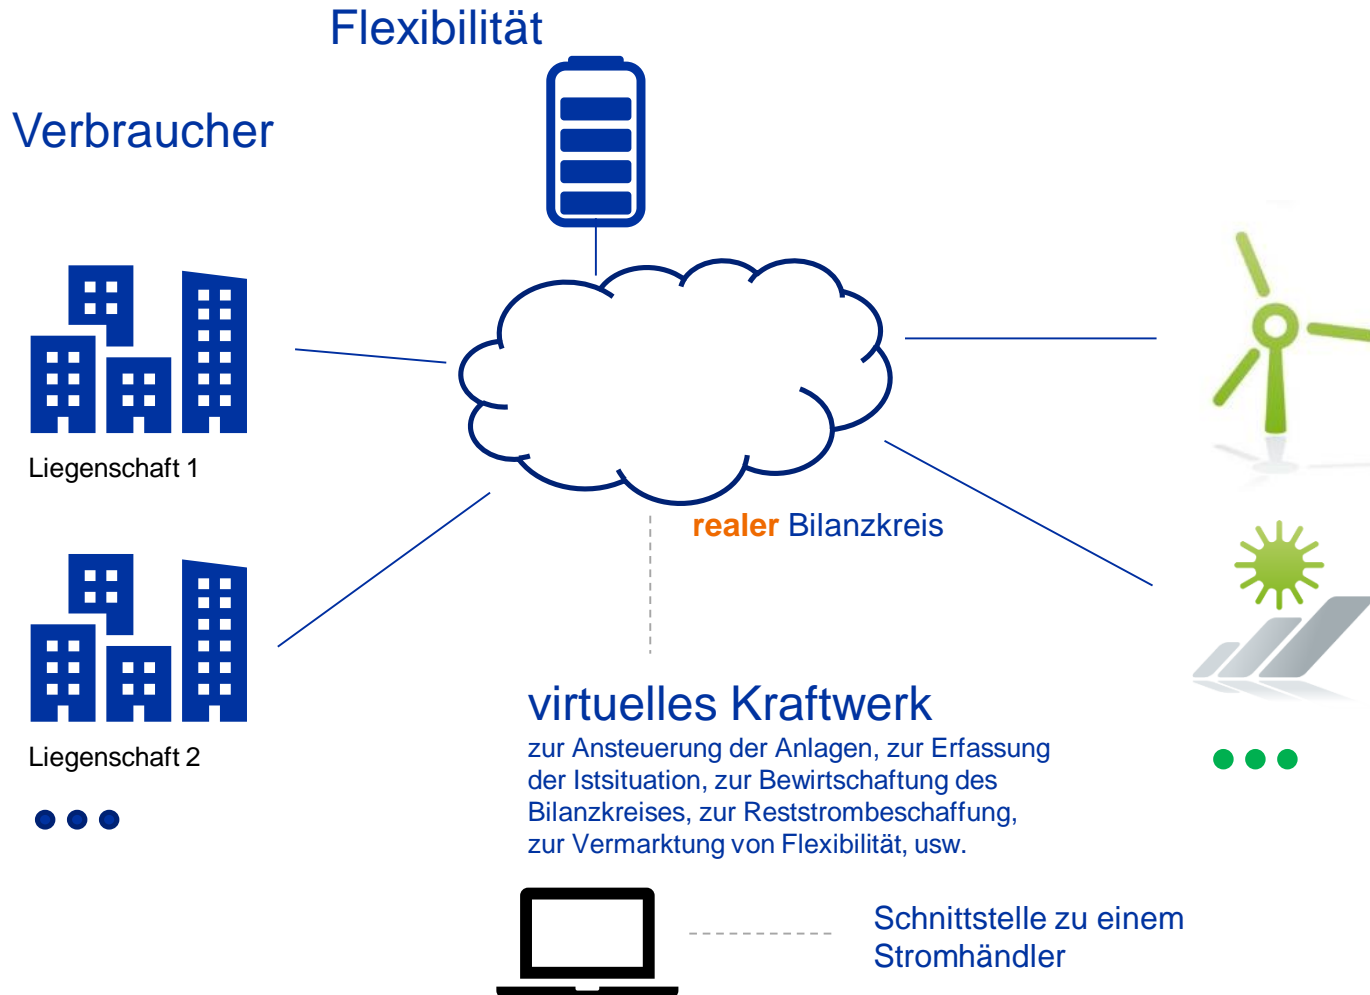 Flexibilität
Verbraucher
Liegenschaft 1
realer Bilanzkreis
Liegenschaft 2
virtuelles Kraftwerk
zur Ansteuerung der Anlagen, zur Erfassung
der Istsituation, zur Bewirtschaftung des
Bilanzkreises, zur Reststrombeschaffung,
zur Vermarktung von Flexibilität, usw.
Schnittstelle zu einem
Stromhändler